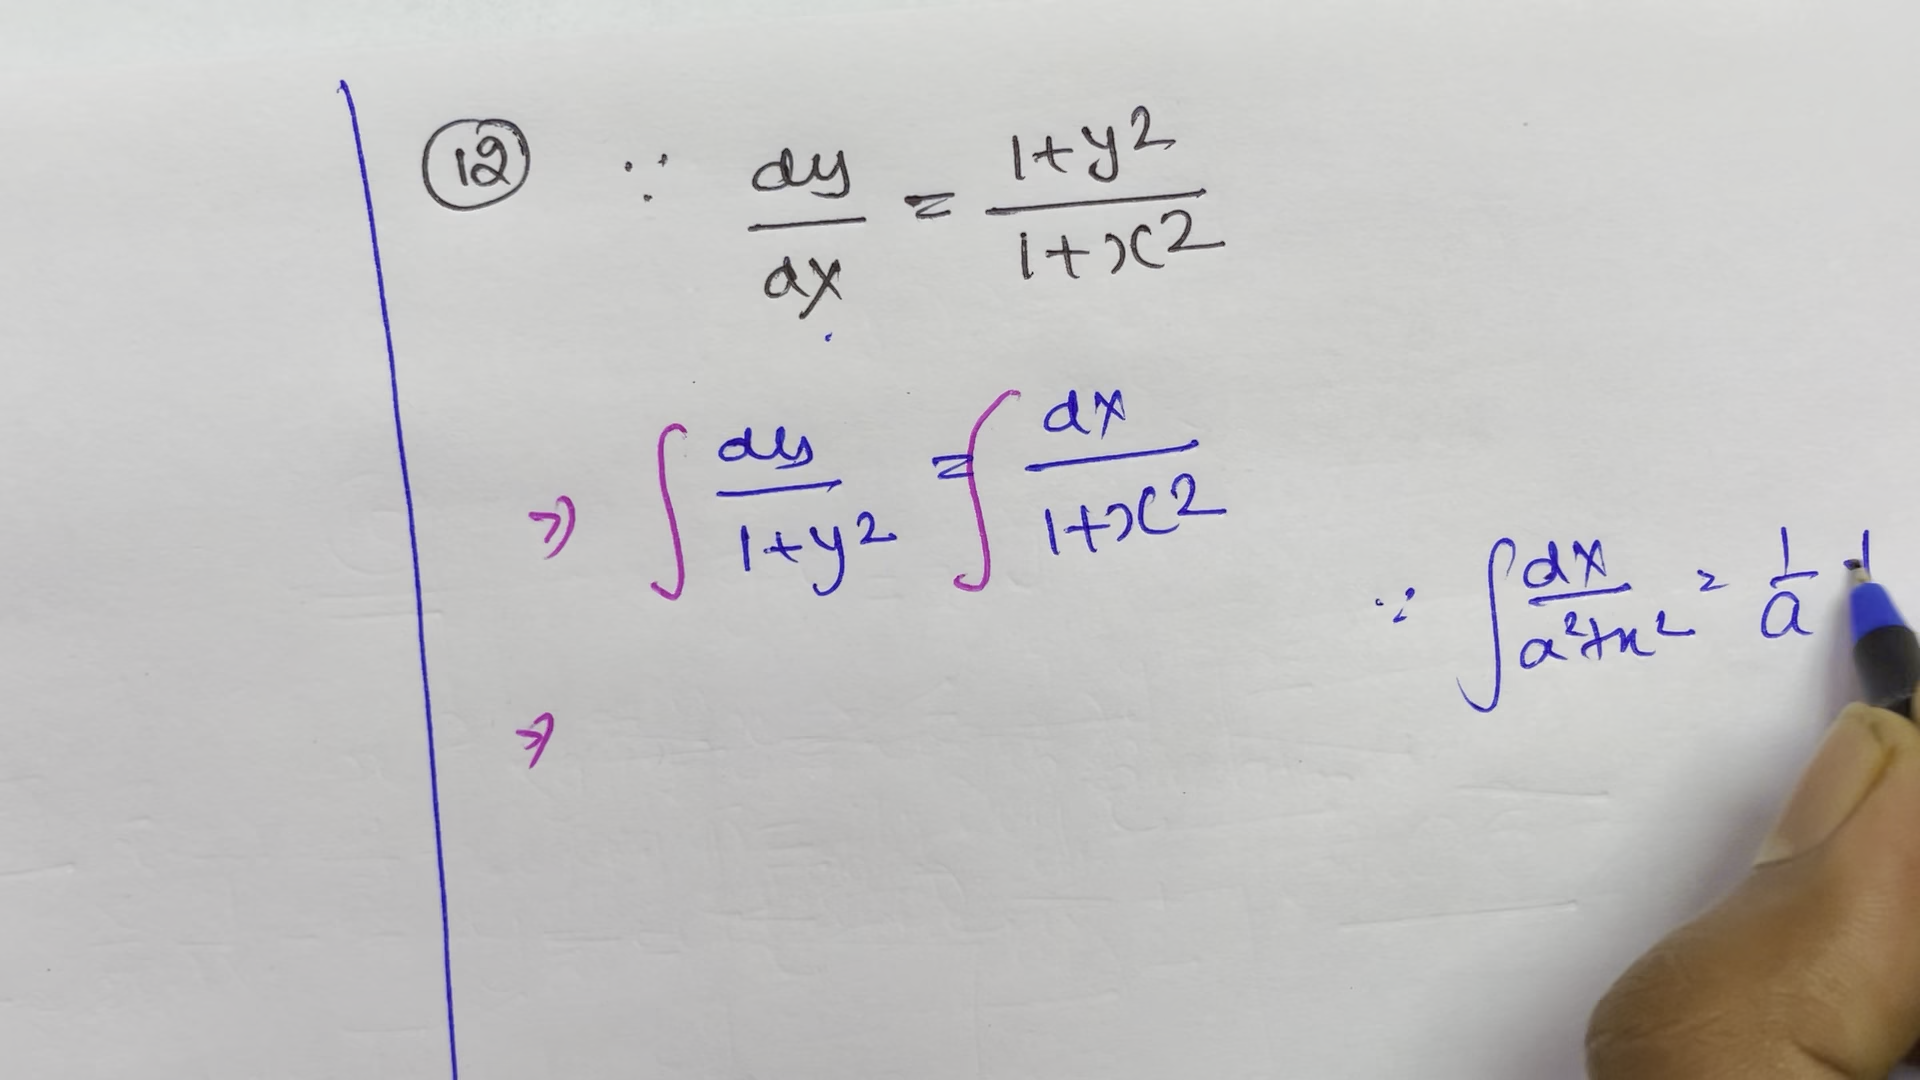 12 ∵ dy/dx = 1+y2/1+x2
⇒ ∫ dy/1+y2 = ∫ dx/1+x2
∵ ∫ dx/a2+x2 = 1/a
⇒